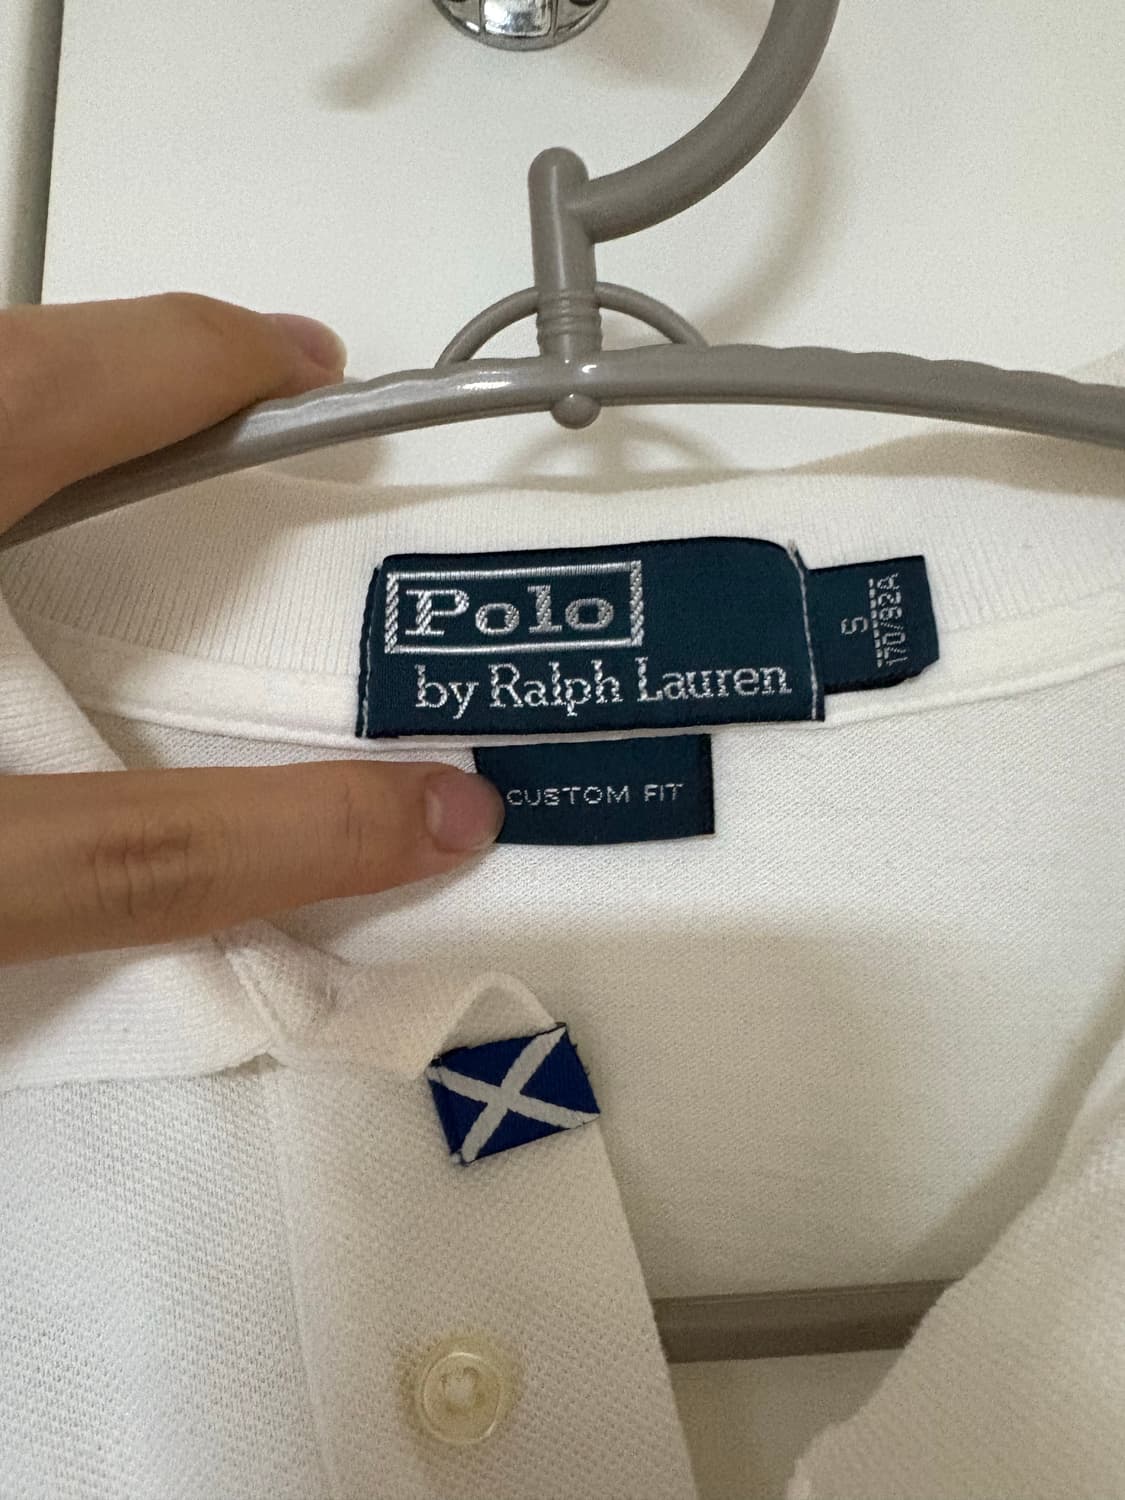 Polo
by Ralph Lauren
S
170/92A
CUSTOM FIT